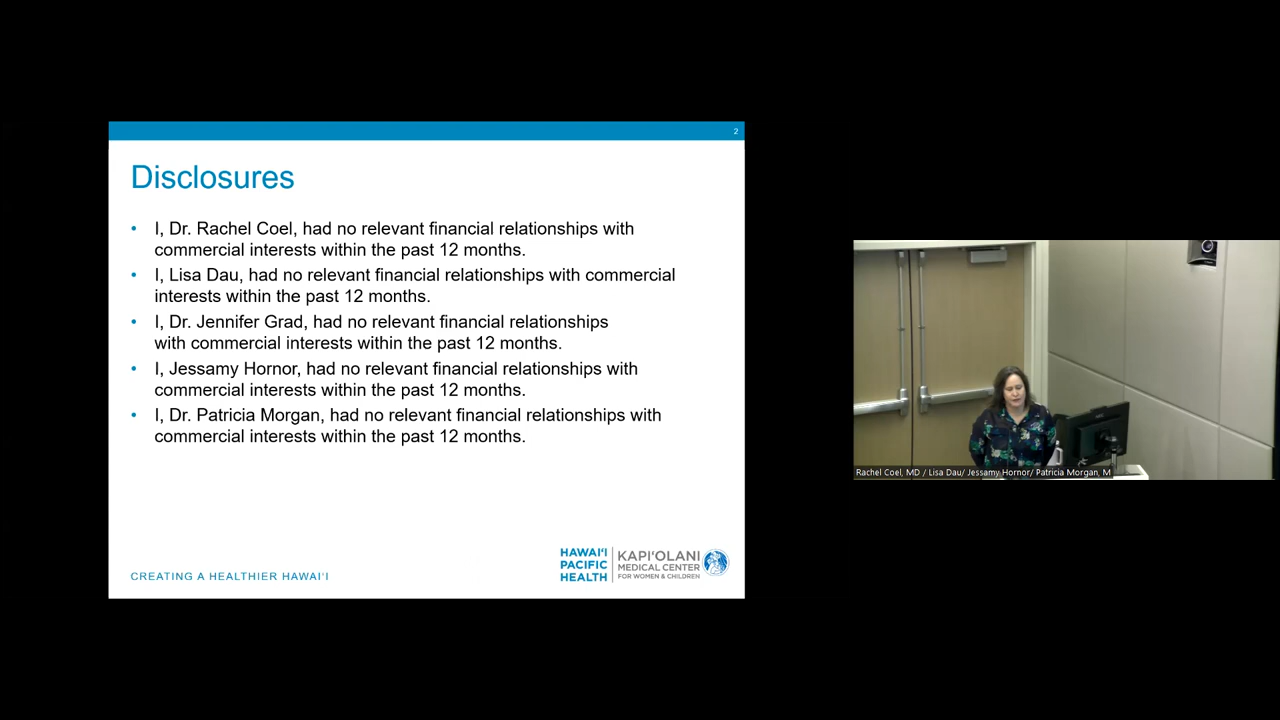 2
Disclosures
• I, Dr. Rachel Coel, had no relevant financial relationships with
commercial interests within the past 12 months.
• I, Lisa Dau, had no relevant financial relationships with commercial
interests within the past 12 months.
• I, Dr. Jennifer Grad, had no relevant financial relationships
with commercial interests within the past 12 months.
• I, Jessamy Hornor, had no relevant financial relationships with
commercial interests within the past 12 months.
• I, Dr. Patricia Morgan, had no relevant financial relationships with
commercial interests within the past 12 months.
CREATING A HEALTHIER HAWAI'I
HAWAI'I
PACIFIC
HEALTH
KAPI'OLANI
MEDICAL CENTER
FOR WOMEN & CHILDREN
Rachel Coel, MD / Lisa Dau/ Jessamy Hornor/ Patricia Morgan, M